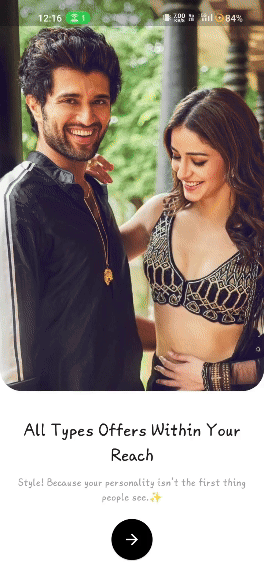 12:16 1 7.00 KB/S 84%
All Types Offers Within Your
Reach
Style! Because your personality isn't the first thing
people see.✨